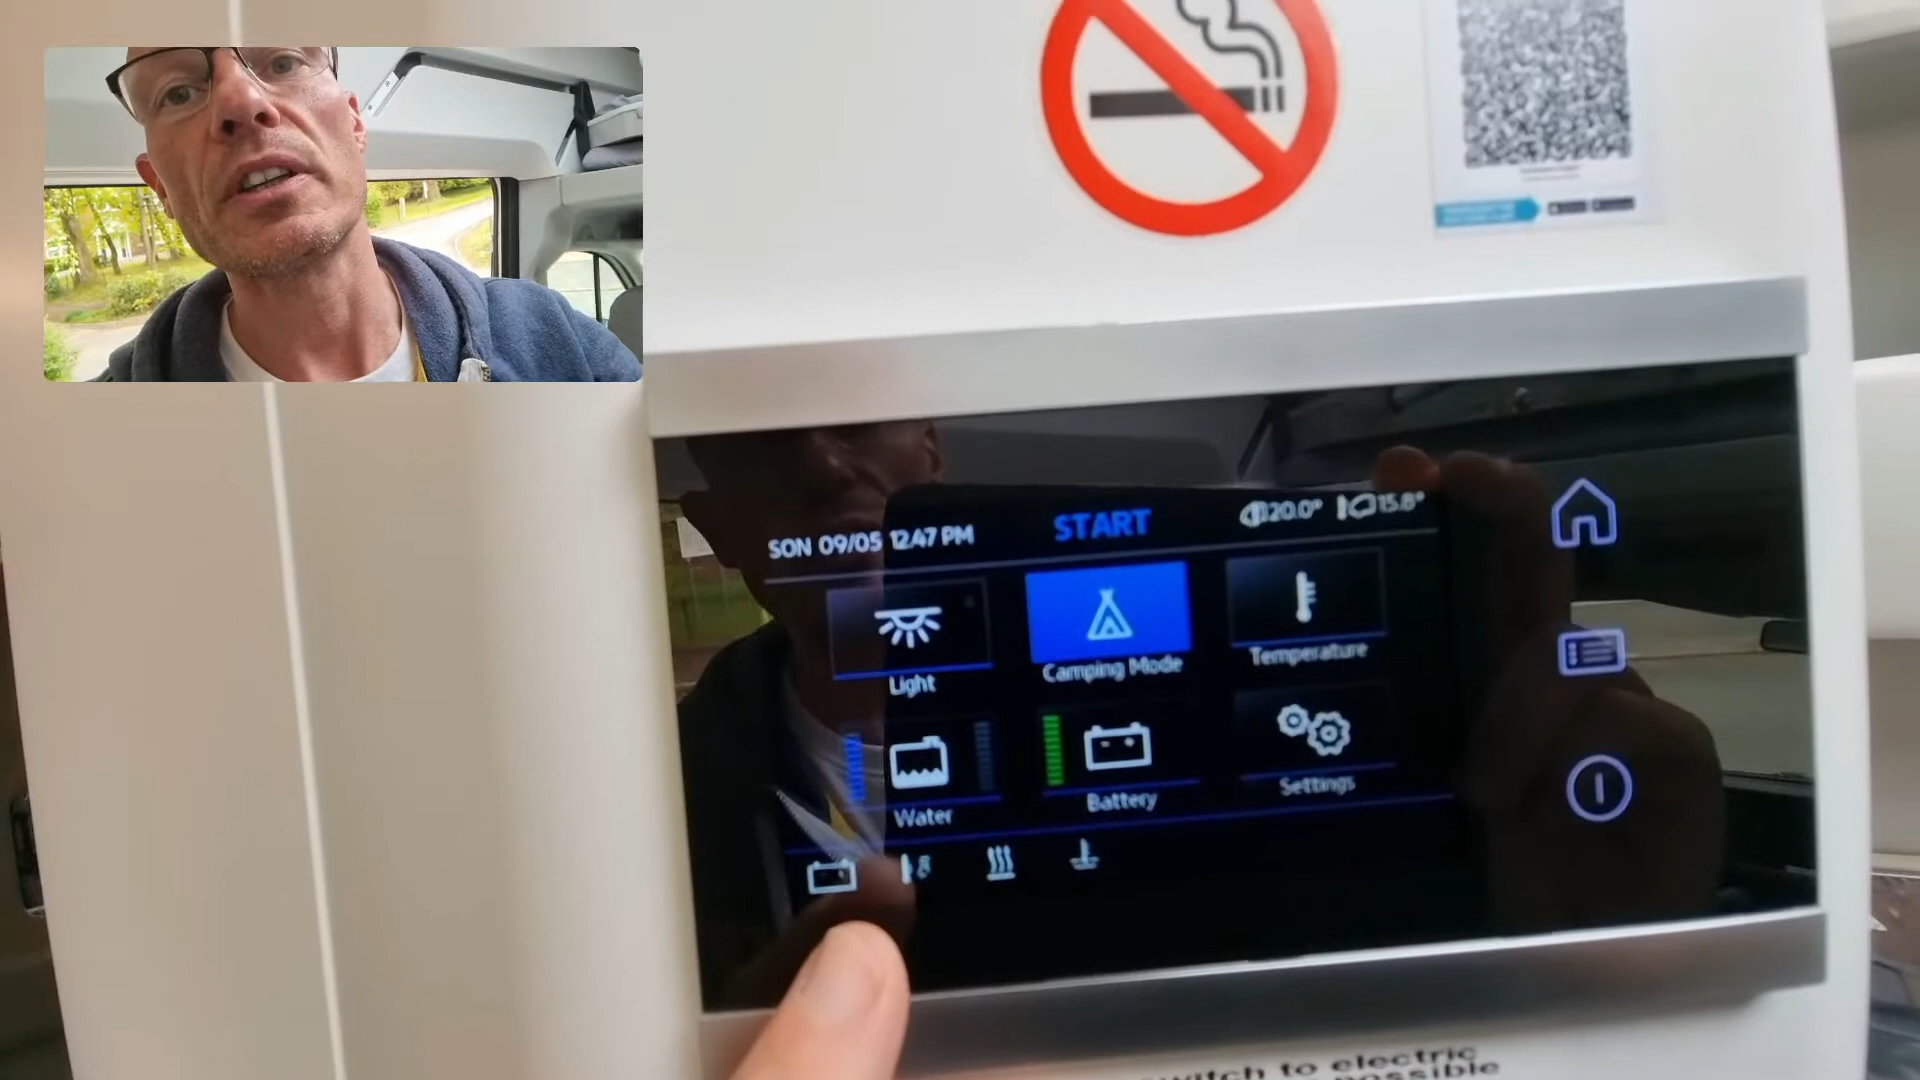 SON 09/05 12:47 PM
START
20.0° 15.8°
Light
Camping Mode
Temperature
Water
Battery
Settings
switch to electric
possible